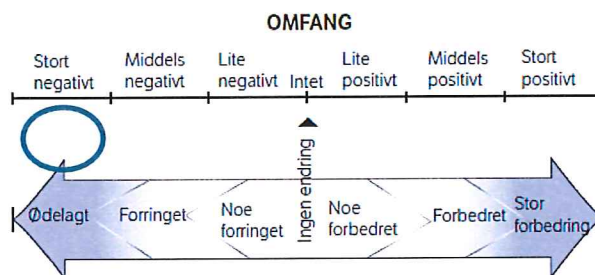 OMFANG
Stort negativt
Middels negativt
Lite negativt
Intet
Lite positivt
Middels positivt
Stort positivt
Ingen endring
Ødelagt
Forringet
Noe forringet
Noe forbedret
Forbedret
Stor forbedring